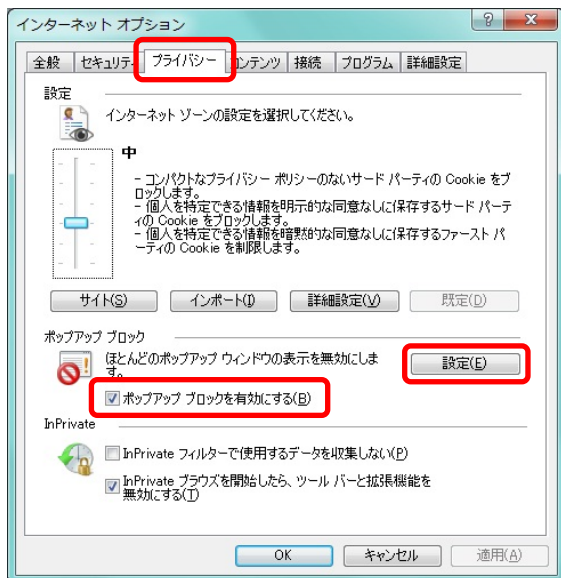 インターネット オプション
全般 セキュリティ プライバシー コンテンツ 接続 プログラム 詳細設定
設定
インターネット ゾーンの設定を選択してください。
中
- コンパクトなプライバシー ポリシーのないサード パーティの Cookie をブ
ロックします。
- 個人を特定できる情報を明示的な同意なしに保存するサード パーテ
ィの Cookie をブロックします。
- 個人を特定できる情報を暗黙的な同意なしに保存するファースト パ
ーティの Cookie を制限します。
サイト(S) インポート(I) 詳細設定(V) 既定(D)
ポップアップ ブロック
ほとんどのポップアップ ウィンドウの表示を無効にしま
す。
設定(E)
ポップアップ ブロックを有効にする(B)
InPrivate
InPrivate フィルターで使用するデータを収集しない(P)
InPrivate ブラウズを開始したら、ツール バーと拡張機能を
無効にする(T)
OK キャンセル 適用(A)